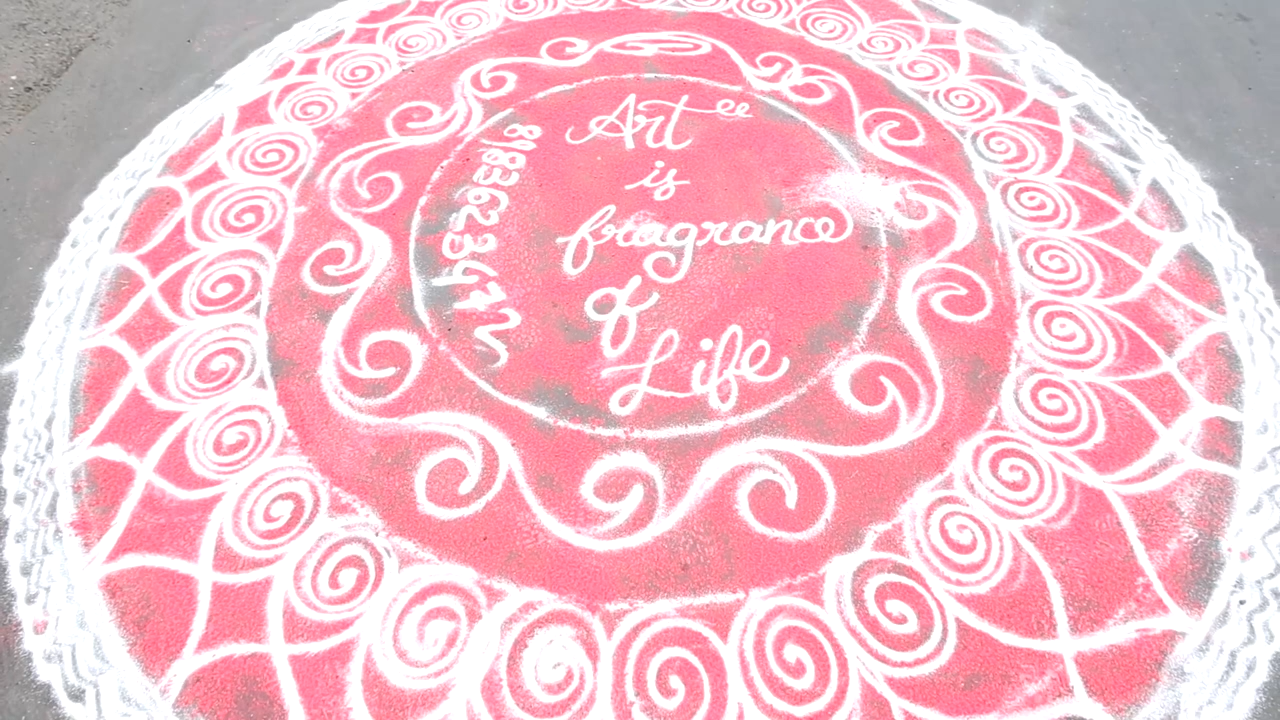 Art “
is
fragrance
of
Life